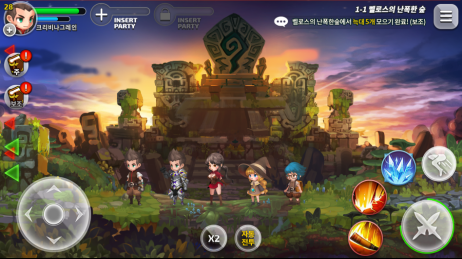 28
크리비나그레인
INSERT
PARTY
INSERT
PARTY
1-1 벨로스의 난폭한 숲
벨로스의 난폭한숲에서 늑대 5개 모으기 완료! (보조)
주
보조
X2
자동
전투